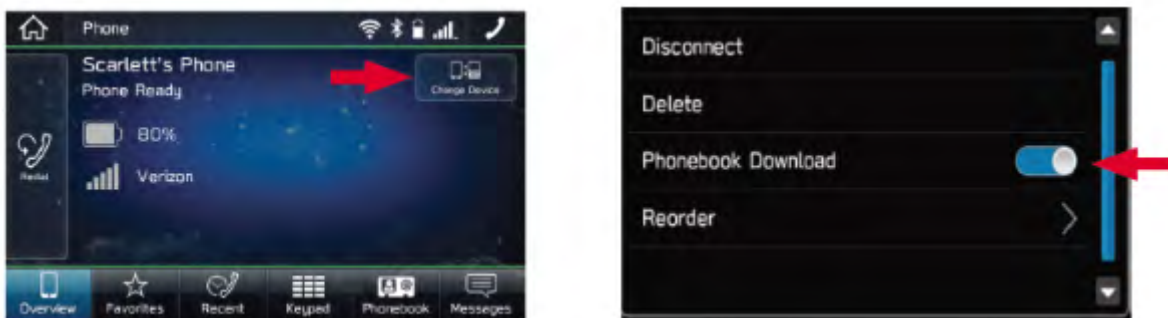 Phone
Scarlett's Phone
Phone Ready
Change Device
80%
Redial
Verizon
Overview
Favorites
Recent
Keypad
Phonebook
Messages
Disconnect
Delete
Phonebook Download
Reorder